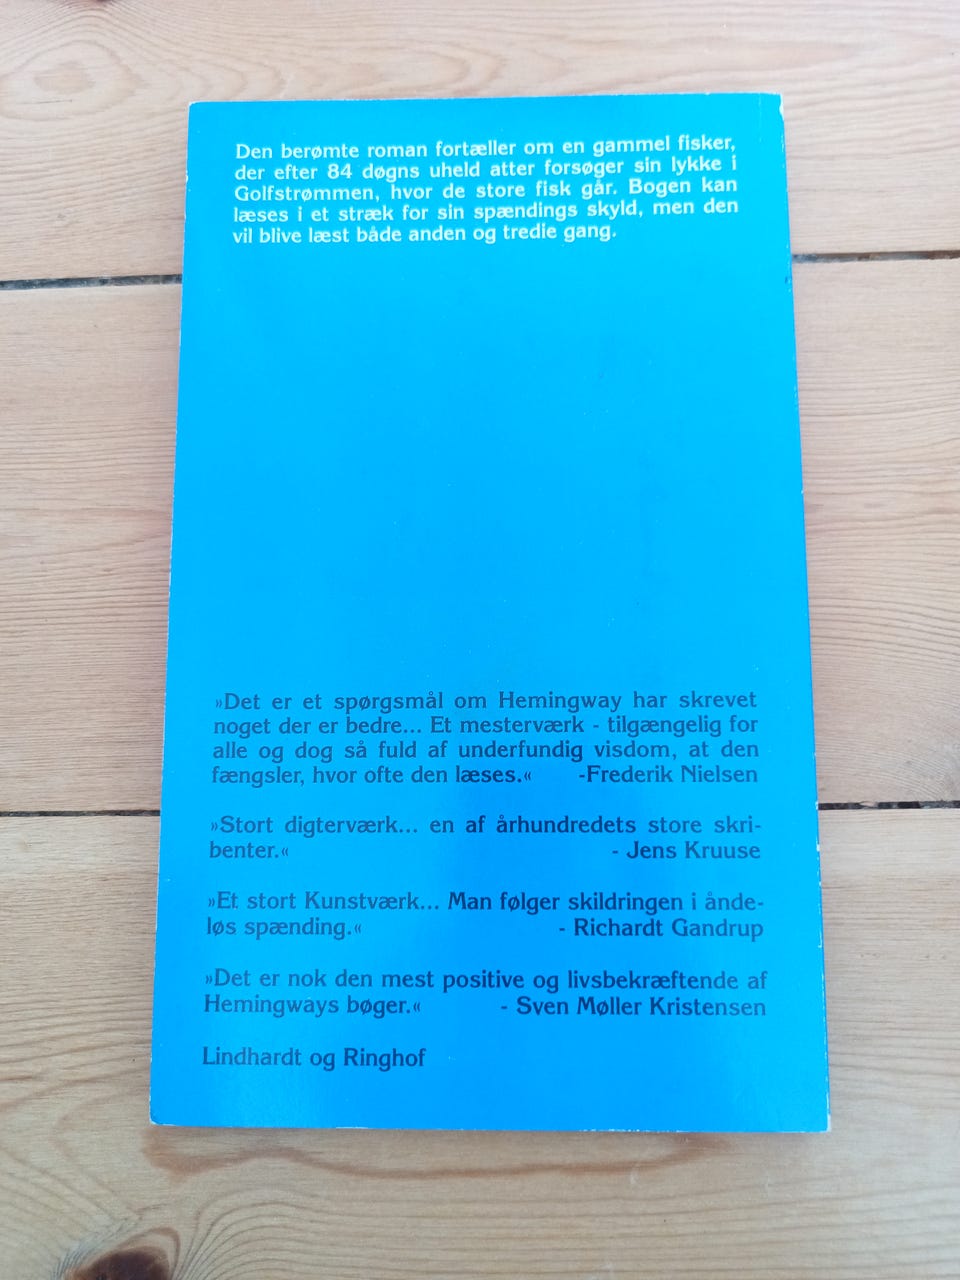 Den berømte roman fortæller om en gammel fisker,
der efter 84 døgns uheld atter forsøger sin lykke i
Golfstrømmen, hvor de store fisk går. Bogen kan
læses i et stræk for sin spændings skyld, men den
vil blive læst både anden og tredie gang.
»Det er et spørgsmål om Hemingway har skrevet
noget der er bedre... Et mesterværk - tilgængelig for
alle og dog så fuld af underfundig visdom, at den
fængsler, hvor ofte den læses.« -Frederik Nielsen
»Stort digterværk... en af århundredets store skri-
benter.« - Jens Kruuse
»Et stort Kunstværk... Man følger skildringen i ånde-
løs spænding.« - Richardt Gandrup
»Det er nok den mest positive og livsbekræftende af
Hemingways bøger.« - Sven Møller Kristensen
Lindhardt og Ringhof